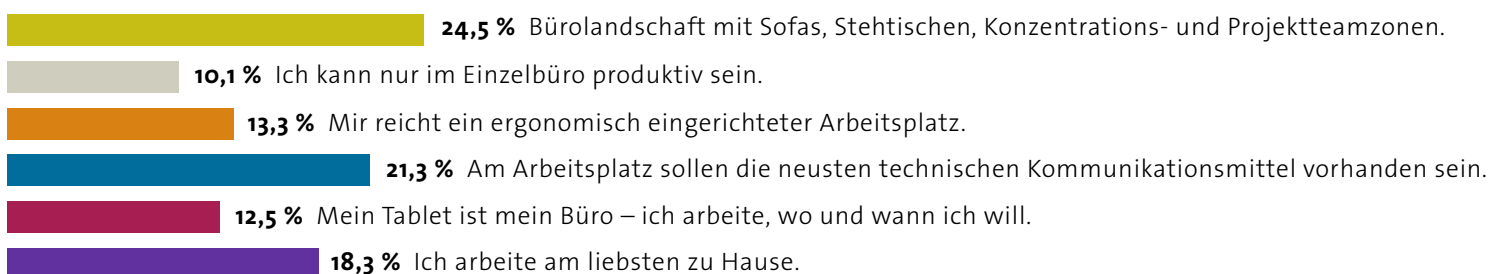 24,5 % Bürolandschaft mit Sofas, Stehtischen, Konzentrations- und Projektteamzonen.
10,1 % Ich kann nur im Einzelbüro produktiv sein.
13,3 % Mir reicht ein ergonomisch eingerichteter Arbeitsplatz.
21,3 % Am Arbeitsplatz sollen die neusten technischen Kommunikationsmittel vorhanden sein.
12,5 % Mein Tablet ist mein Büro – ich arbeite, wo und wann ich will.
18,3 % Ich arbeite am liebsten zu Hause.